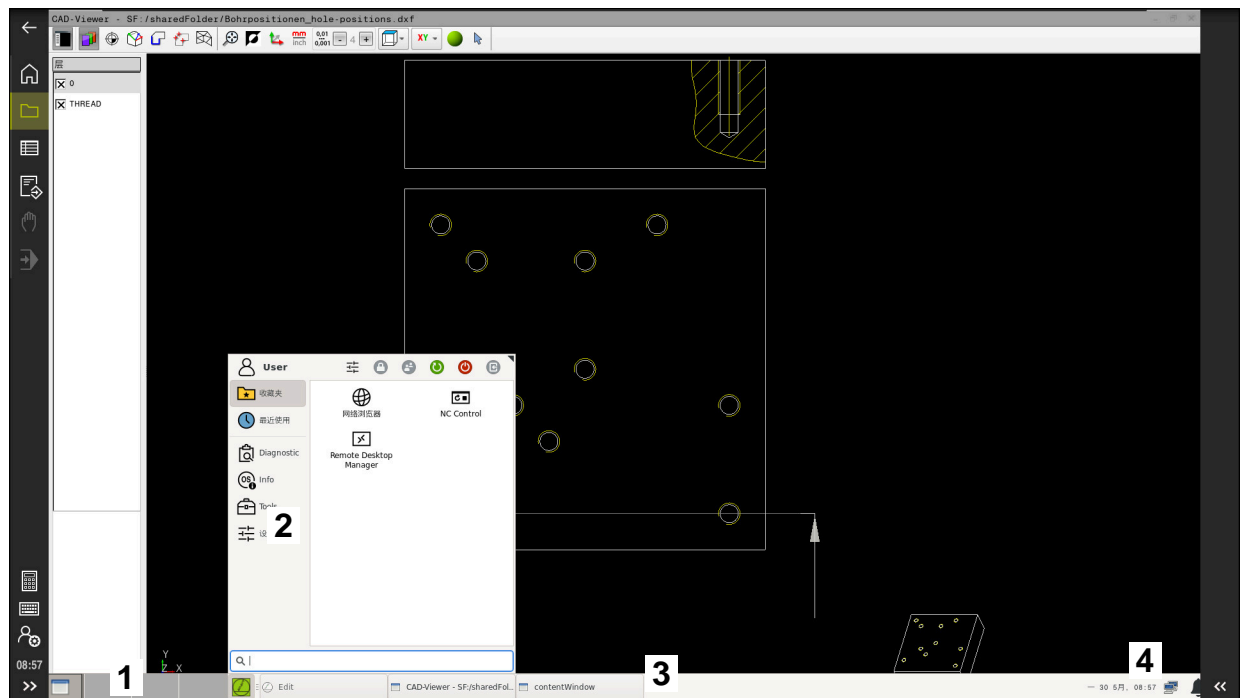 CAD-Viewer - SF:/sharedFolder/Bohrpositionen_hole-positions.dxf
mm
inch
0,01
0,001
- 4 +
XY
层
0
THREAD
User
收藏夹
最近使用
Diagnostic
Info
Tools
设
网络浏览器
NC Control
Remote Desktop
Manager
2
Y
Z X
08:57
1
Edit
CAD-Viewer - SF:/sharedFol..
contentWindow
3
4
一 30 5月, 08:57